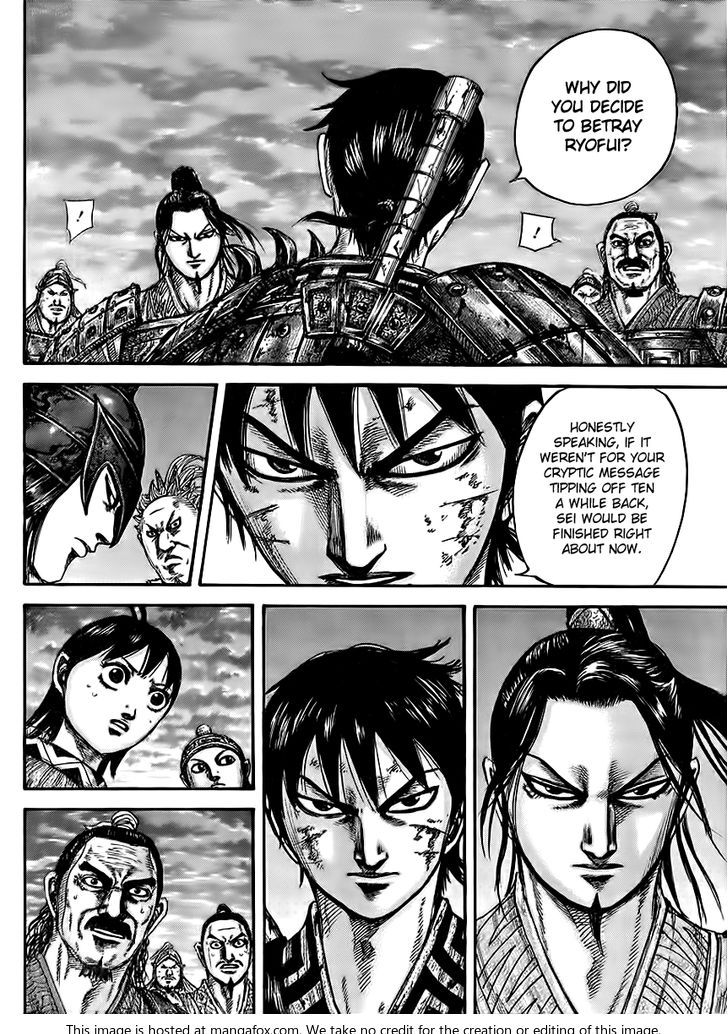 WHY DID
YOU DECIDE
TO BETRAY
RYOFUI?
!
!
HONESTLY
SPEAKING, IF IT
WEREN'T FOR YOUR
CRYPTIC MESSAGE
TIPPING OFF TEN
A WHILE BACK,
SEI WOULD BE
FINISHED RIGHT
ABOUT NOW.
This image is hosted at mangafox.com. We take no credit for the creation or editing of this image.